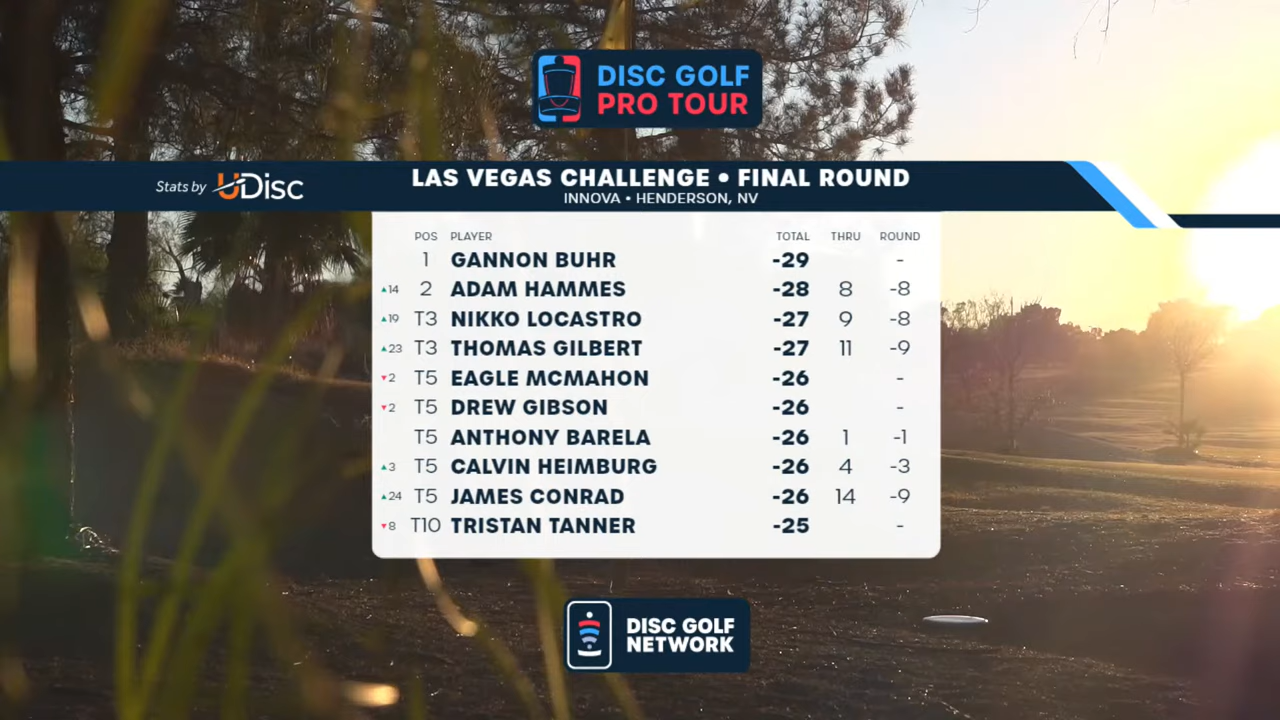 DISC GOLF
PRO TOUR
Stats by UDisc
LAS VEGAS CHALLENGE • FINAL ROUND
INNOVA • HENDERSON, NV
POS PLAYER TOTAL THRU ROUND
1 GANNON BUHR -29 -
▲14 2 ADAM HAMMES -28 8 -8
▲19 T3 NIKKO LOCASTRO -27 9 -8
▲23 T3 THOMAS GILBERT -27 11 -9
▼2 T5 EAGLE MCMAHON -26 -
▼2 T5 DREW GIBSON -26 -
T5 ANTHONY BARELA -26 1 -1
▲3 T5 CALVIN HEIMBURG -26 4 -3
▲24 T5 JAMES CONRAD -26 14 -9
▼8 T10 TRISTAN TANNER -25 -
DISC GOLF
NETWORK